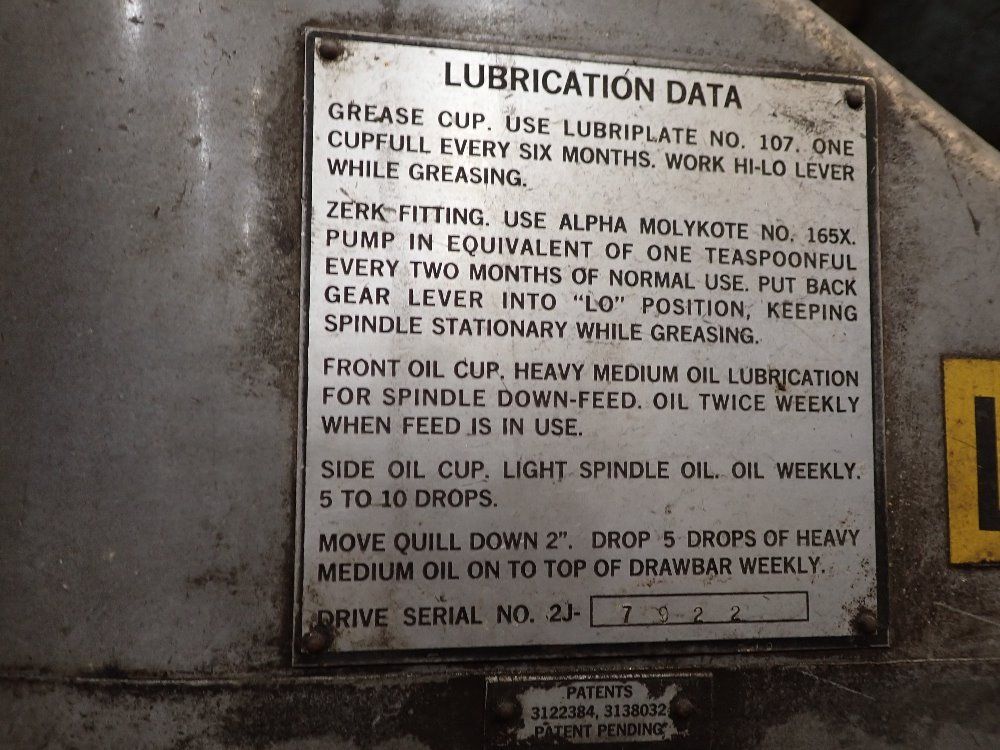 LUBRICATION DATA
GREASE CUP. USE LUBRIPLATE NO. 107. ONE
CUPFULL EVERY SIX MONTHS. WORK HI-LO LEVER
WHILE GREASING.
ZERK FITTING. USE ALPHA MOLYKOTE NO. 165X.
PUMP IN EQUIVALENT OF ONE TEASPOONFUL
EVERY TWO MONTHS OF NORMAL USE. PUT BACK
GEAR LEVER INTO "LO" POSITION, KEEPING
SPINDLE STATIONARY WHILE GREASING.
FRONT OIL CUP. HEAVY MEDIUM OIL LUBRICATION
FOR SPINDLE DOWN-FEED. OIL TWICE WEEKLY
WHEN FEED IS IN USE.
SIDE OIL CUP. LIGHT SPINDLE OIL. OIL WEEKLY.
5 TO 10 DROPS.
MOVE QUILL DOWN 2". DROP 5 DROPS OF HEAVY
MEDIUM OIL ON TO TOP OF DRAWBAR WEEKLY.
DRIVE SERIAL NO. 2J- 7922
PATENTS
3122384, 3138032
PATENT PENDING